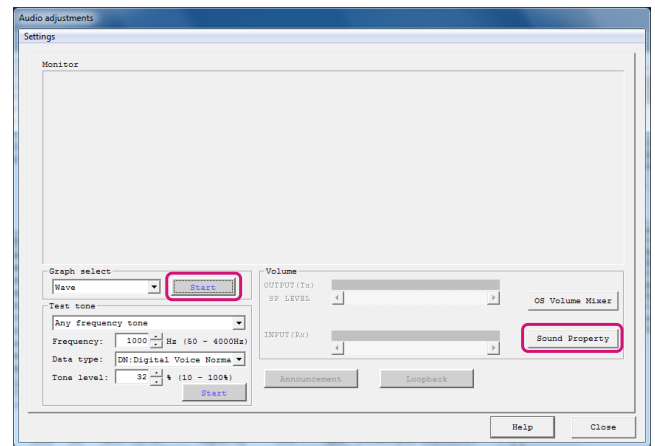 Audio adjustments
Settings
Monitor
Graph select
Wave
Start
Test tone
Any frequency tone
Frequency: 1000 Hz (50 - 4000Hz)
Data type: DN:Digital Voice Norma
Tone level: 32 % (10 - 100%)
Start
Volume
OUTPUT(Tx)
SP LEVEL
INPUT(Rx)
OS Volume Mixer
Sound Property
Announcement
Loopback
Help
Close